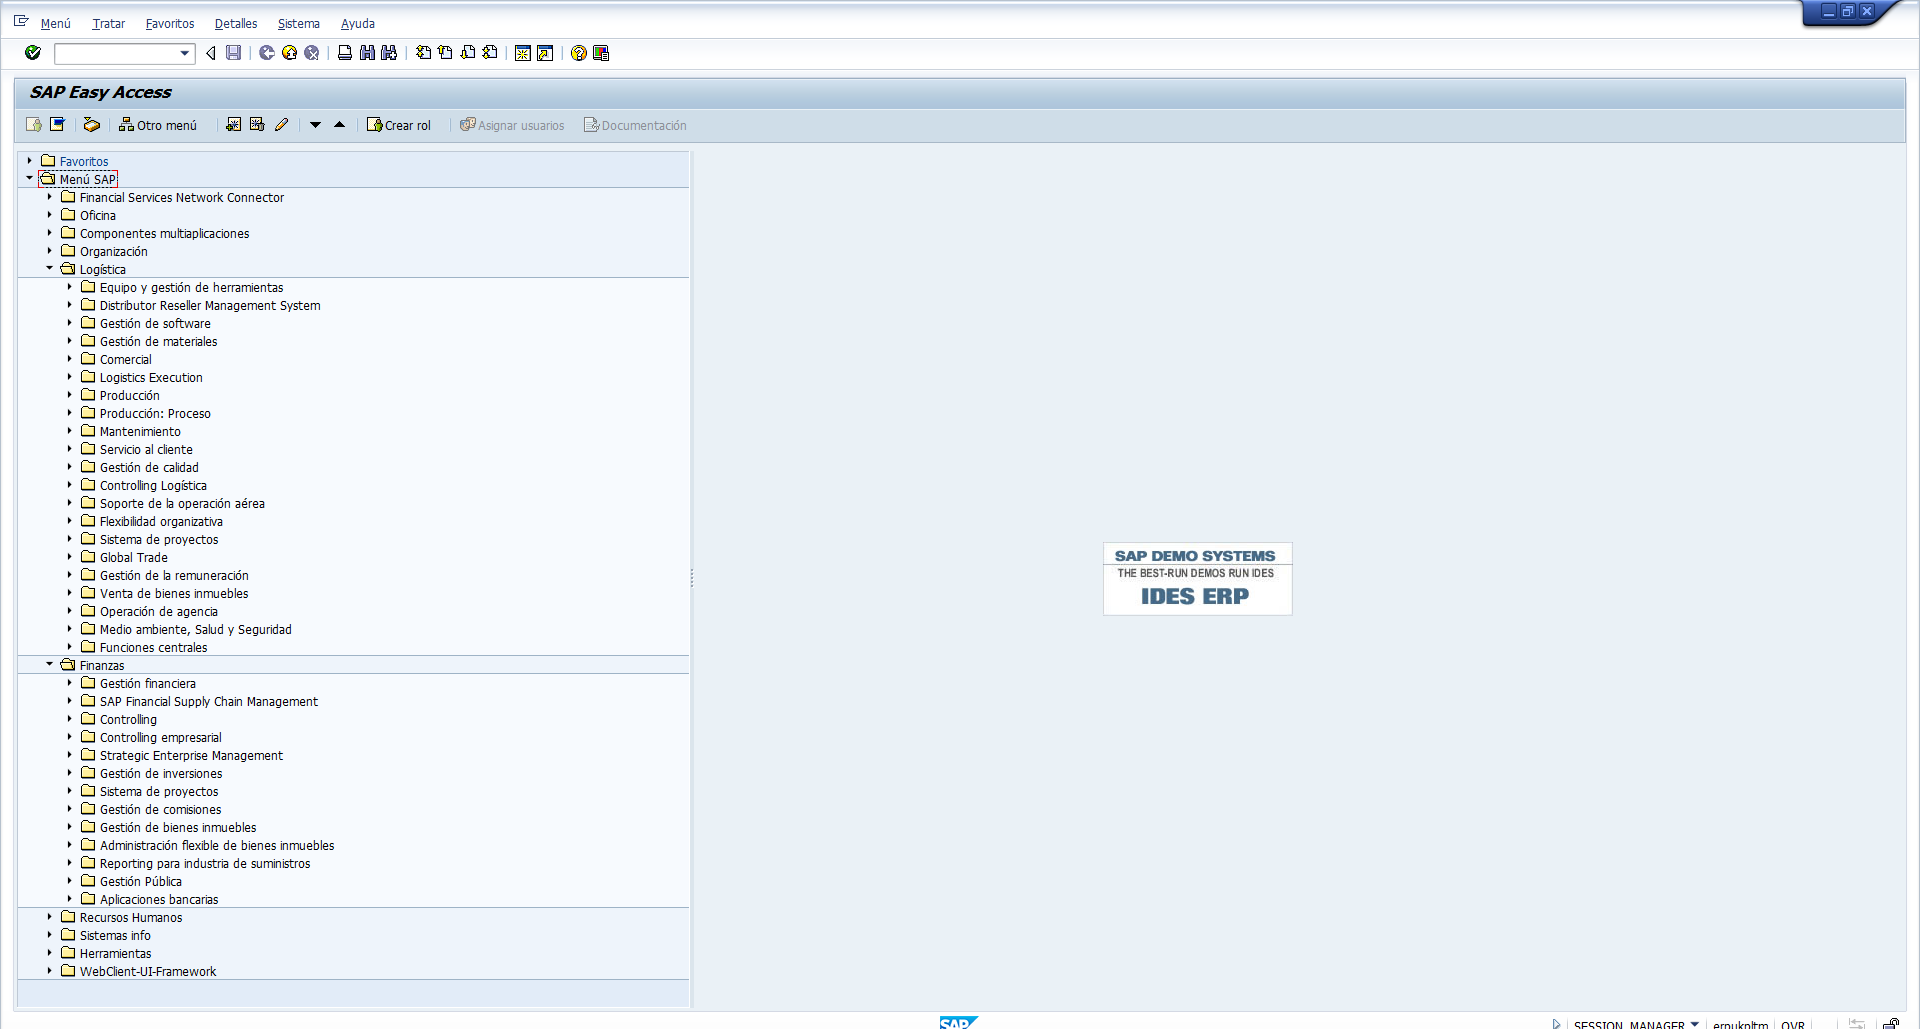 Menú Tratar Favoritos Detalles Sistema Ayuda
SAP Easy Access
Otro menú Crear rol Asignar usuarios Documentación
Favoritos
Menú SAP
Financial Services Network Connector
Oficina
Componentes multiaplicaciones
Organización
Logística
Equipo y gestión de herramientas
Distributor Reseller Management System
Gestión de software
Gestión de materiales
Comercial
Logistics Execution
Producción
Producción: Proceso
Mantenimiento
Servicio al cliente
Gestión de calidad
Controlling Logística
Soporte de la operación aérea
Flexibilidad organizativa
Sistema de proyectos
Global Trade
Gestión de la remuneración
Venta de bienes inmuebles
Operación de agencia
Medio ambiente, Salud y Seguridad
Funciones centrales
Finanzas
Gestión financiera
SAP Financial Supply Chain Management
Controlling
Controlling empresarial
Strategic Enterprise Management
Gestión de inversiones
Sistema de proyectos
Gestión de comisiones
Gestión de bienes inmuebles
Administración flexible de bienes inmuebles
Reporting para industria de suministros
Gestión Pública
Aplicaciones bancarias
Recursos Humanos
Sistemas info
Herramientas
WebClient-UI-Framework
SAP DEMO SYSTEMS
THE BEST-RUN DEMOS RUN IDES
IDES ERP
SAP SESSION_MANAGER erpukpltm OVR